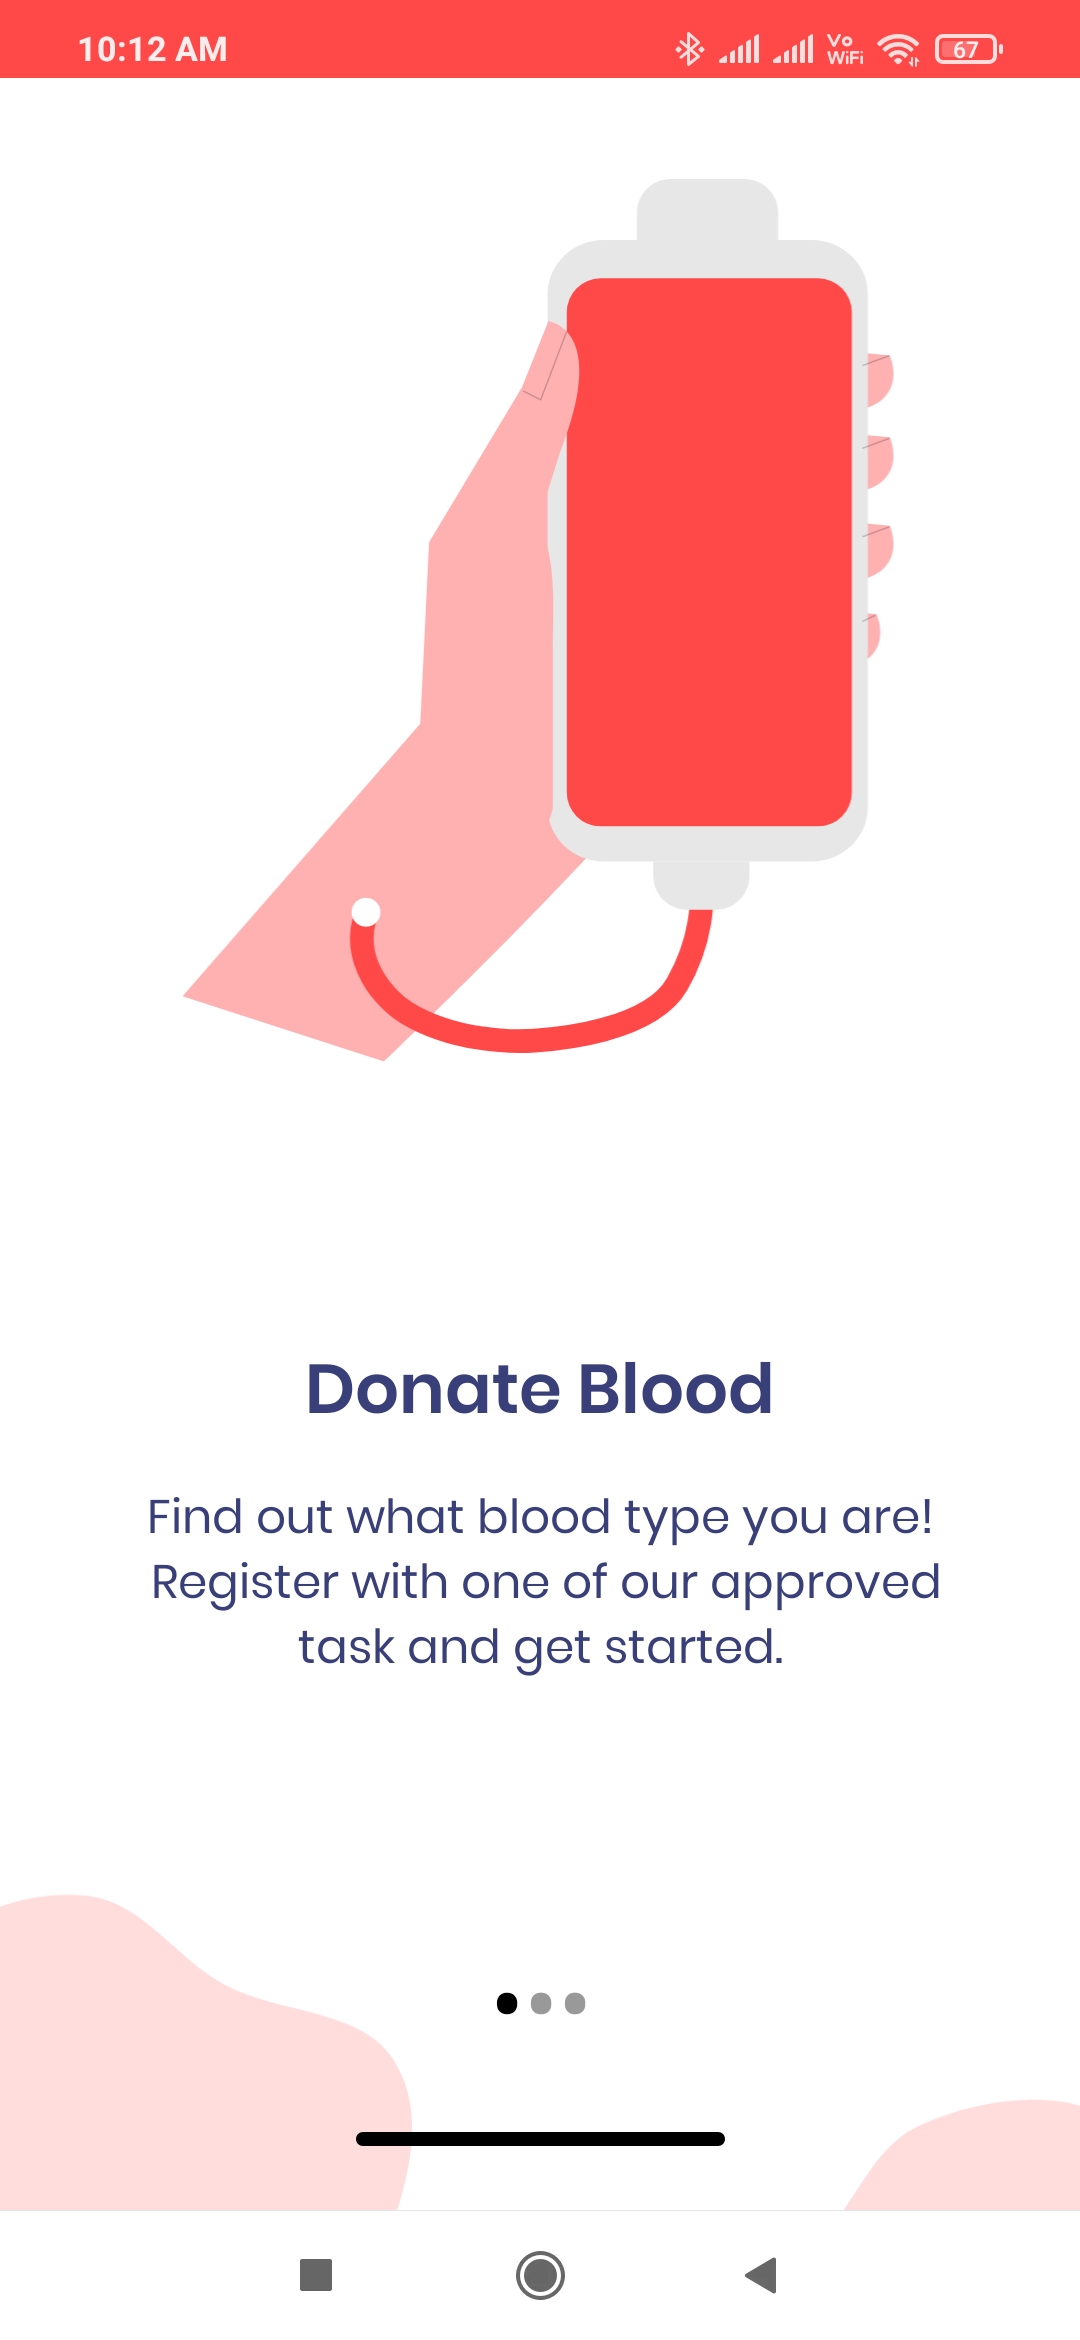 10:12 AM
Vo
WiFi
67
Donate Blood
Find out what blood type you are!
Register with one of our approved
task and get started.